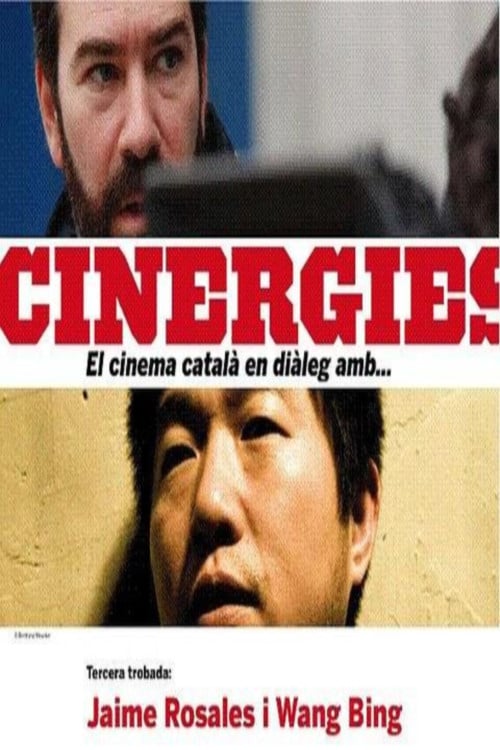 CINERGIES
El cinema català en diàleg amb...
Tercera trobada:
Jaime Rosales i Wang Bing